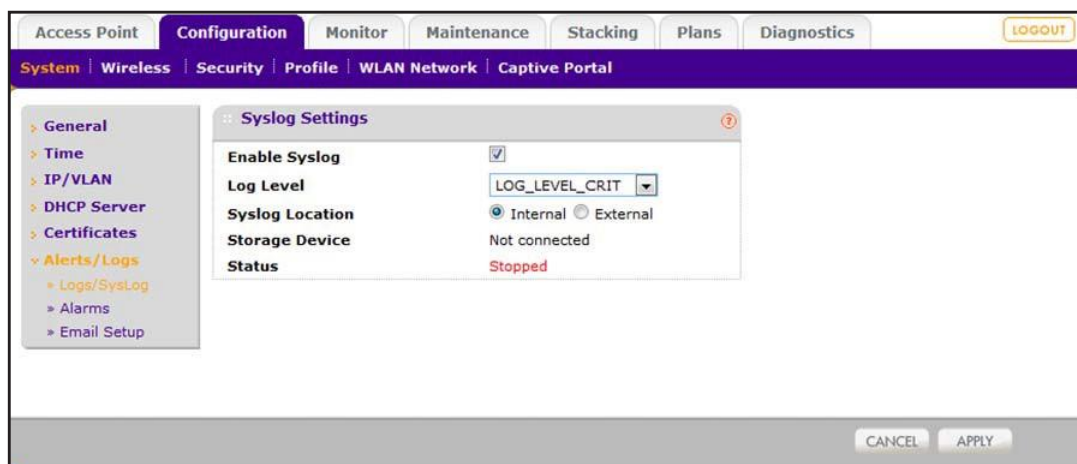 Access Point Configuration Monitor Maintenance Stacking Plans Diagnostics LOGOUT
System Wireless Security Profile WLAN Network Captive Portal
General
Time
IP/VLAN
DHCP Server
Certificates
Alerts/Logs
» Logs/SysLog
» Alarms
» Email Setup
Syslog Settings ?
Enable Syslog
Log Level LOG_LEVEL_CRIT
Syslog Location Internal External
Storage Device Not connected
Status Stopped
CANCEL APPLY